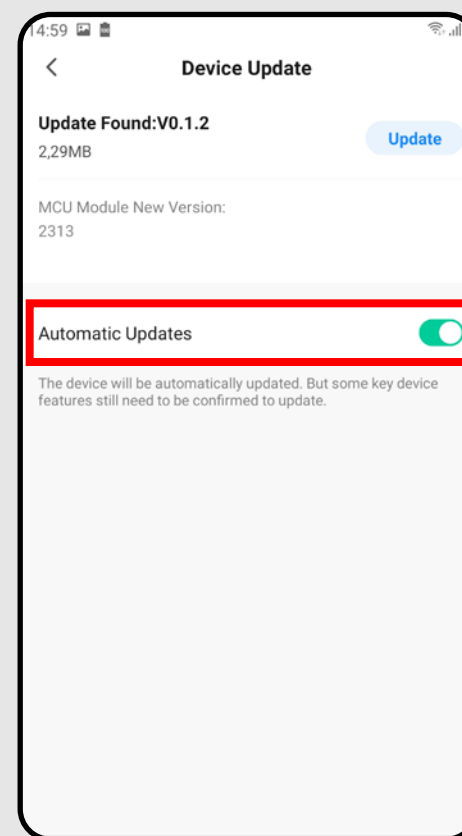 14:59
Device Update
Update Found:V0.1.2
2,29MB
Update
MCU Module New Version:
2313
Automatic Updates
The device will be automatically updated. But some key device
features still need to be confirmed to update.